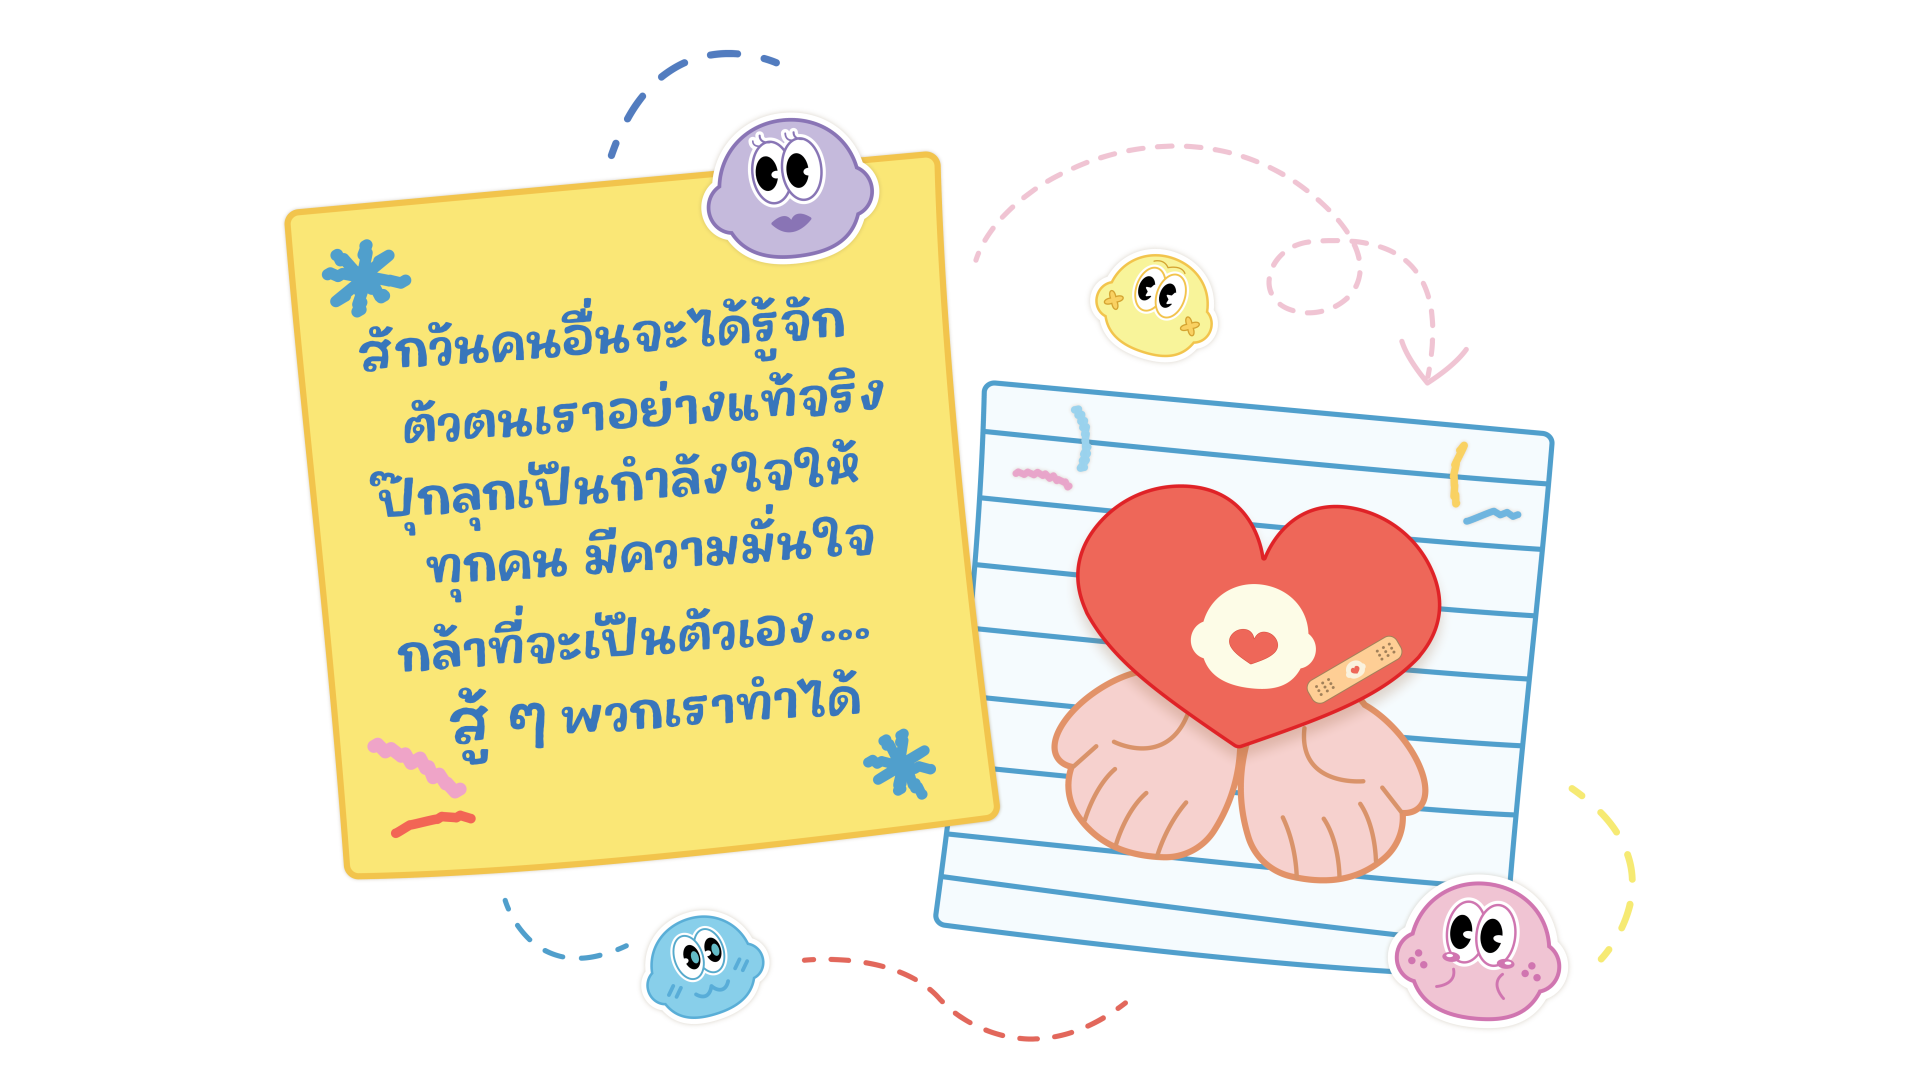 สักวันคนอื่นจะได้รู้จัก
ตัวตนเราอย่างแท้จริง
ปุ๊กลุกเป็นกำลังใจให้
ทุกคน มีความมั่นใจ
กล้าที่จะเป็นตัวเอง...
สู้ ๆ พวกเราทำได้